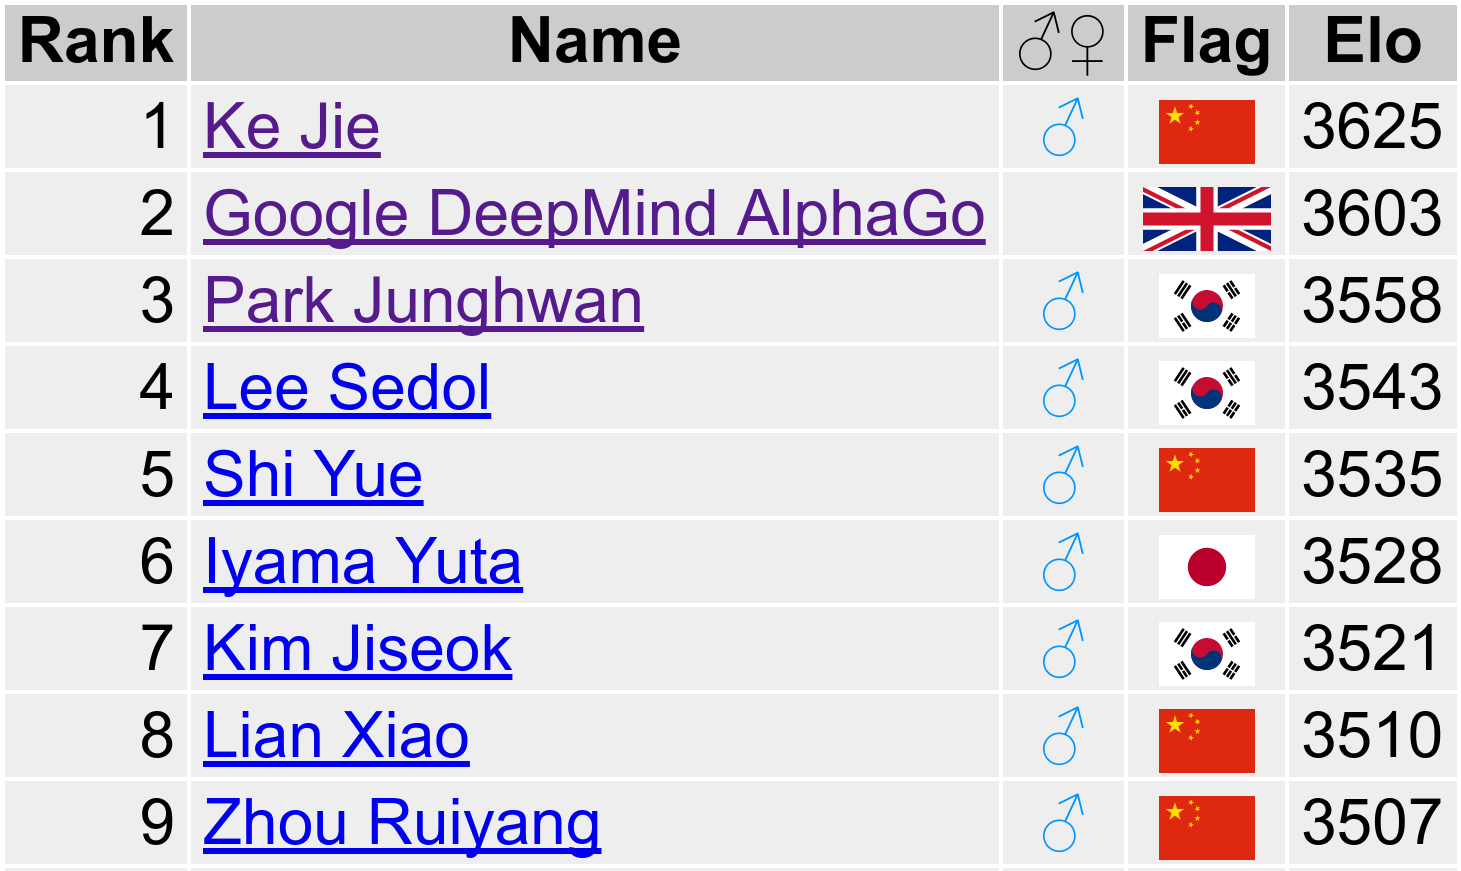 Rank Name ♂♀ Flag Elo
1 Ke Jie ♂ 3625
2 Google DeepMind AlphaGo 3603
3 Park Junghwan ♂ 3558
4 Lee Sedol ♂ 3543
5 Shi Yue ♂ 3535
6 Iyama Yuta ♂ 3528
7 Kim Jiseok ♂ 3521
8 Lian Xiao ♂ 3510
9 Zhou Ruiyang ♂ 3507